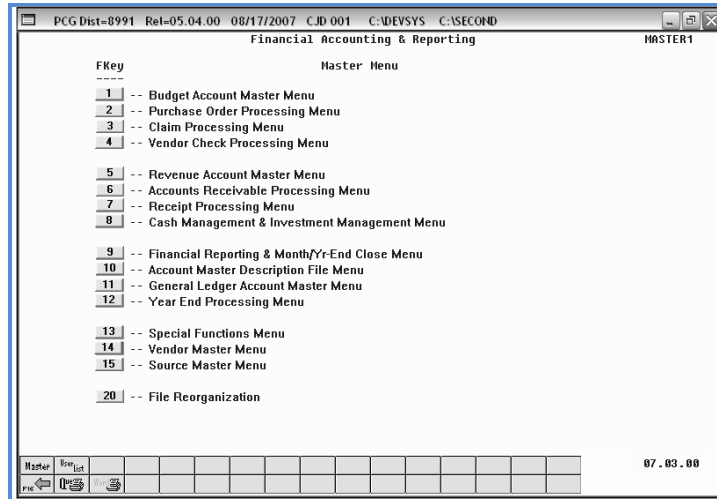 PCG Dist=8991 Rel=05.04.00 08/17/2007 CJD 001 C:\DEVSYS C:\SECOND
Financial Accounting & Reporting MASTER1
FKey Master Menu
----
1 -- Budget Account Master Menu
2 -- Purchase Order Processing Menu
3 -- Claim Processing Menu
4 -- Vendor Check Processing Menu
5 -- Revenue Account Master Menu
6 -- Accounts Receivable Processing Menu
7 -- Receipt Processing Menu
8 -- Cash Management & Investment Management Menu
9 -- Financial Reporting & Month/Yr-End Close Menu
10 -- Account Master Description File Menu
11 -- General Ledger Account Master Menu
12 -- Year End Processing Menu
13 -- Special Functions Menu
14 -- Vendor Master Menu
15 -- Source Master Menu
20 -- File Reorganization
Master User List 07.03.00
F16 Que Word